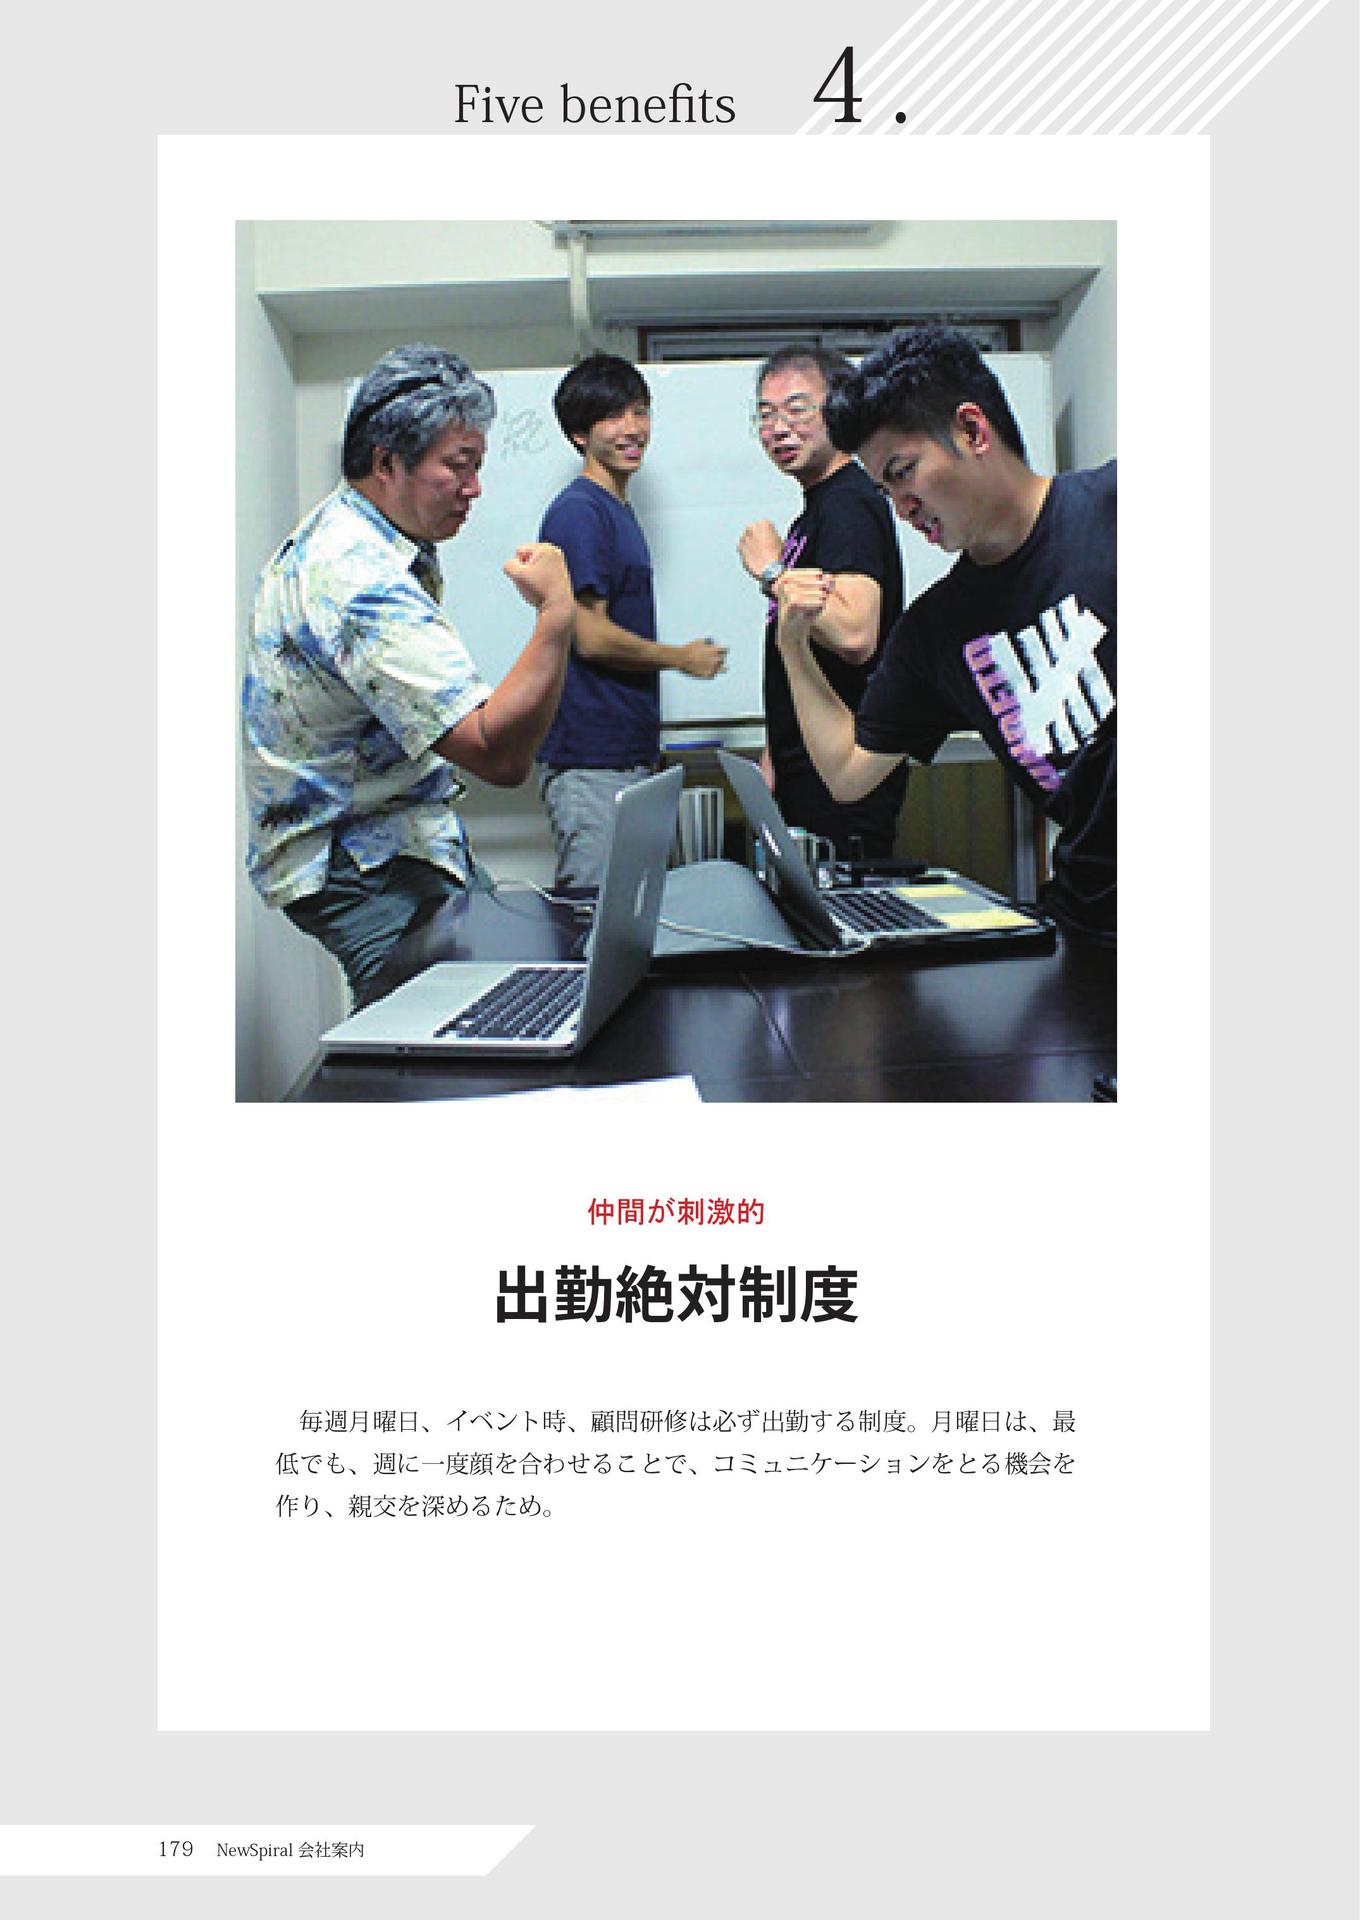 Five benefits 4.
仲間が刺激的
出勤絶対制度
毎週月曜日、イベント時、顧問研修は必ず出勤する制度。月曜日は、最
低でも、週に一度顔を合わせることで、コミュニケーションをとる機会を
作り、親交を深めるため。
179 NewSpiral 会社案内